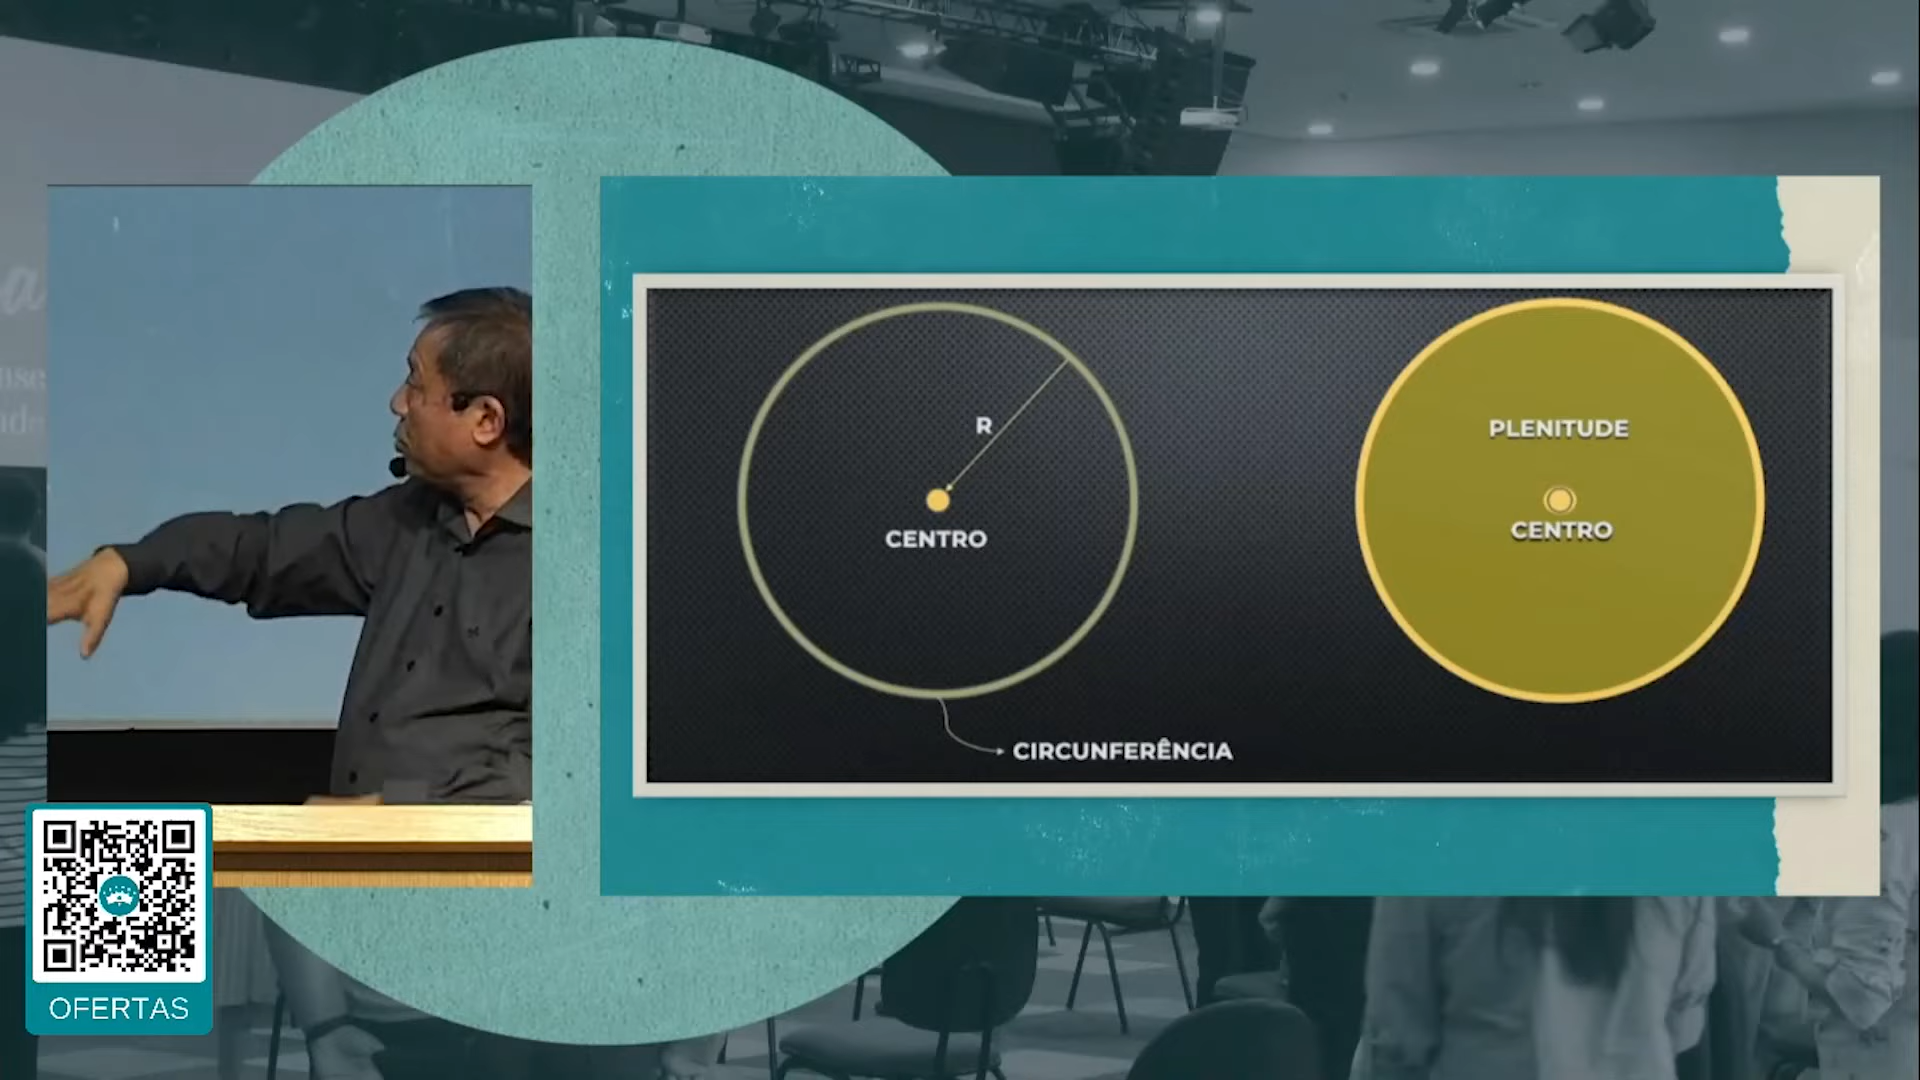 R
CENTRO
CIRCUNFERÊNCIA
PLENITUDE
CENTRO
OFERTAS